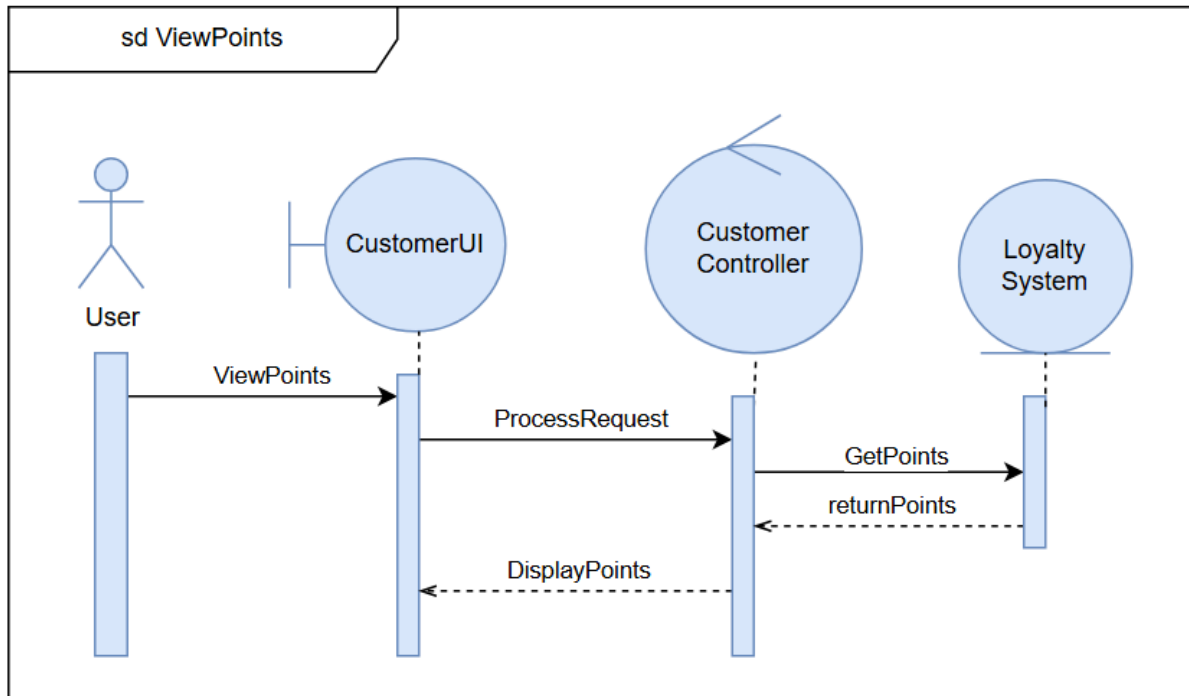 sd ViewPoints
CustomerUI
Customer
Controller
Loyalty
System
User
ViewPoints
ProcessRequest
GetPoints
returnPoints
DisplayPoints